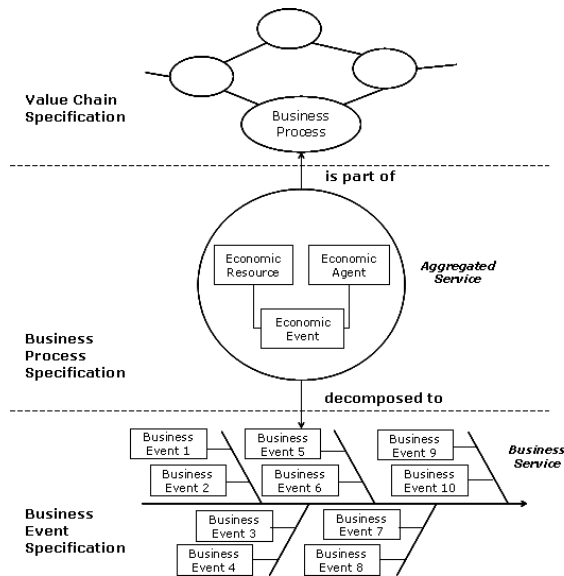 Business
Process
Value Chain
Specification
is part of
Economic
Resource
Economic
Agent
Aggregated
Service
Economic
Event
Business
Process
Specification
decomposed to
Business
Event 1
Business
Event 5
Business
Event 9
Business
Service
Business
Event 2
Business
Event 6
Business
Event 10
Business
Event
Specification
Business
Event 3
Business
Event 7
Business
Event 4
Business
Event 8